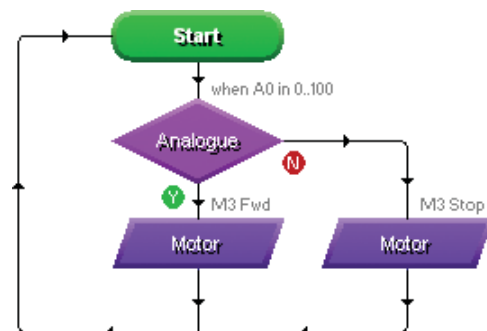 Start
when A0 in 0..100
Analogue
N
Y
M3 Fwd
M3 Stop
Motor
Motor